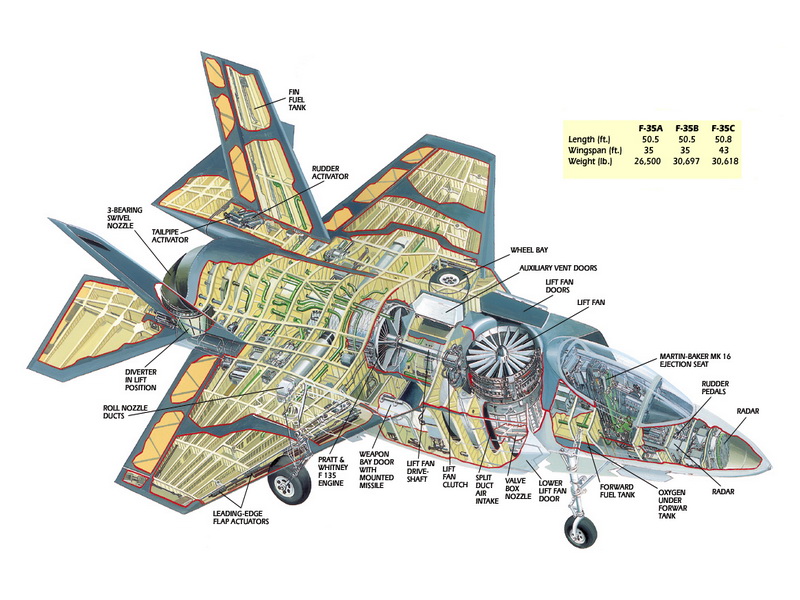 FIN
FUEL
TANK
RUDDER
ACTIVATOR
3-BEARING
SWIVEL
NOZZLE
TAILPIPE
ACTIVATOR
F-35A F-35B F-35C
Length (ft.) 50.5 50.5 50.8
Wingspan (ft.) 35 35 43
Weight (lb.) 26,500 30,697 30,618
WHEEL BAY
AUXILIARY VENT DOORS
LIFT FAN
DOORS
LIFT FAN
MARTIN-BAKER MK 16
EJECTION SEAT
RUDDER
PEDALS
RADAR
DIVERTER
IN LIFT
POSITION
ROLL NOZZLE
DUCTS
LEADING-EDGE
FLAP ACTUATORS
PRATT &
WHITNEY
F 135
ENGINE
WEAPON
BAY DOOR
WITH
MOUNTED
MISSILE
LIFT FAN
DRIVE-
SHAFT
LIFT
FAN
CLUTCH
SPLIT
DUCT
AIR
INTAKE
VALVE
BOX
NOZZLE
LOWER
LIFT FAN
DOOR
FORWARD
FUEL TANK
OXYGEN
UNDER
FORWAR
TANK
RADAR